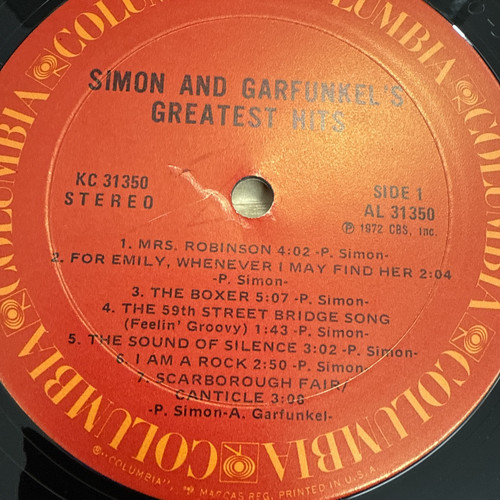 COLUMBIA COLUMBIA COLUMBIA COLUMBIA COLUMBIA COLUMBIA
SIMON AND GARFUNKEL'S
GREATEST HITS
KC 31350
STEREO
SIDE 1
AL 31350
Ⓟ 1972 CBS, Inc.
1. MRS. ROBINSON 4:02 -P. Simon-
2. FOR EMILY, WHENEVER I MAY FIND HER 2:04
-P. Simon-
3. THE BOXER 5:07 -P. Simon-
4. THE 59th STREET BRIDGE SONG
(Feelin' Groovy) 1:43 -P. Simon-
5. THE SOUND OF SILENCE 3:02 -P. Simon-
6. I AM A ROCK 2:50 -P. Simon-
7. SCARBOROUGH FAIR/
CANTICLE 3:08
-P. Simon-A. Garfunkel-
®"COLUMBIA", MARCAS REG. PRINTED IN U.S.A.